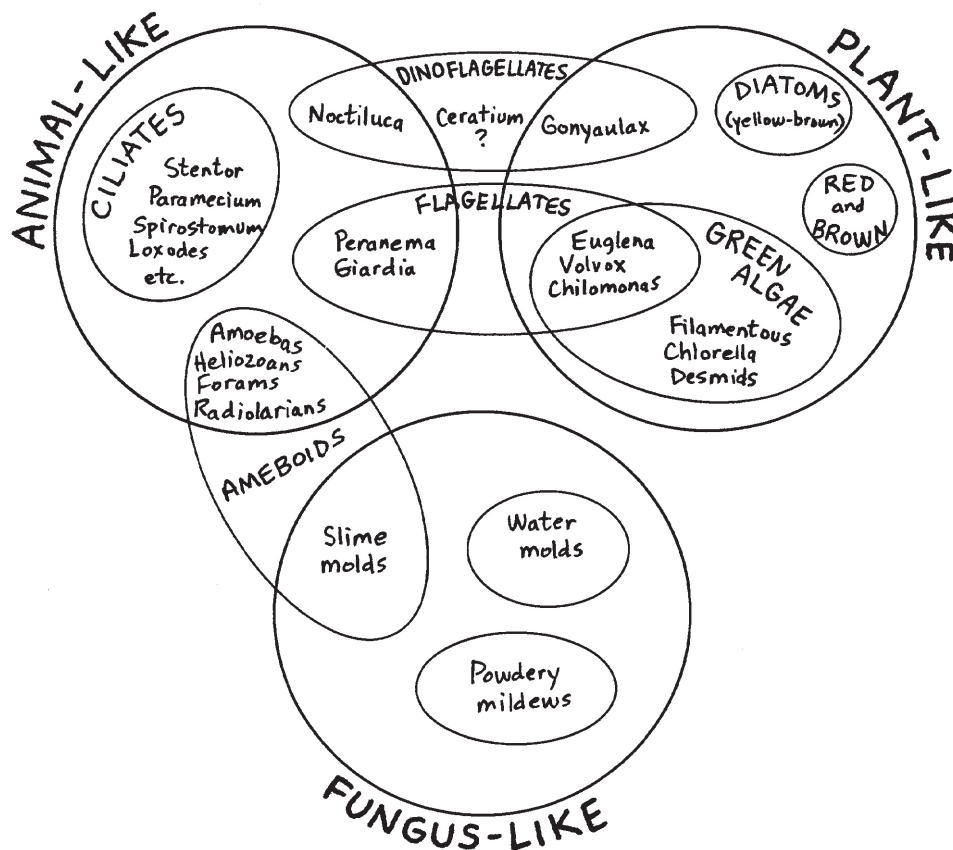 ANIMAL-LIKE
CILIATES
Stentor
Paramecium
Spirostomum
Loxodes
etc.
DINOFLAGELLATES
Noctiluca
Ceratium
?
Gonyaulax
FLAGELLATES
Peranema
Giardia
Euglena
Volvox
Chilomonas
PLANT-LIKE
DIATOMS
(yellow-brown)
RED
and
BROWN
GREEN
ALGAE
Filamentous
Chlorella
Desmids
Amoebas
Heliozoans
Forams
Radiolarians
AMEBOIDS
Slime
molds
Water
molds
Powdery
mildews
FUNGUS-LIKE